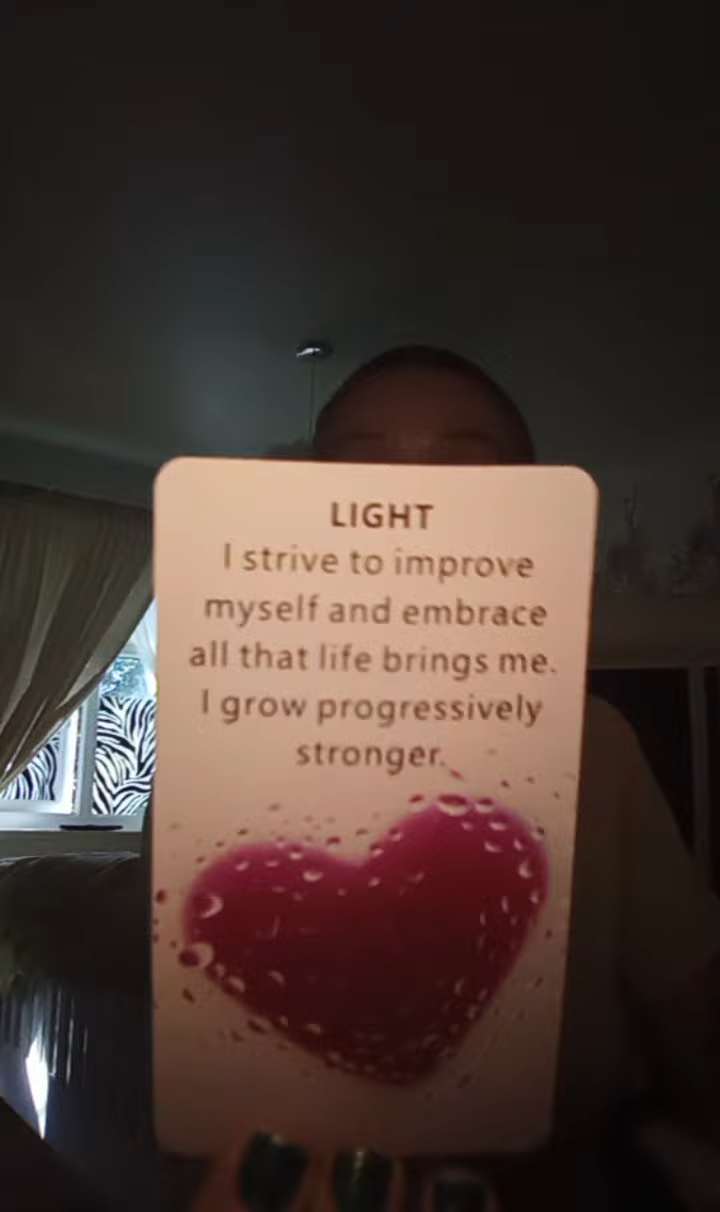 LIGHT
I strive to improve
myself and embrace
all that life brings me.
I grow progressively
stronger.